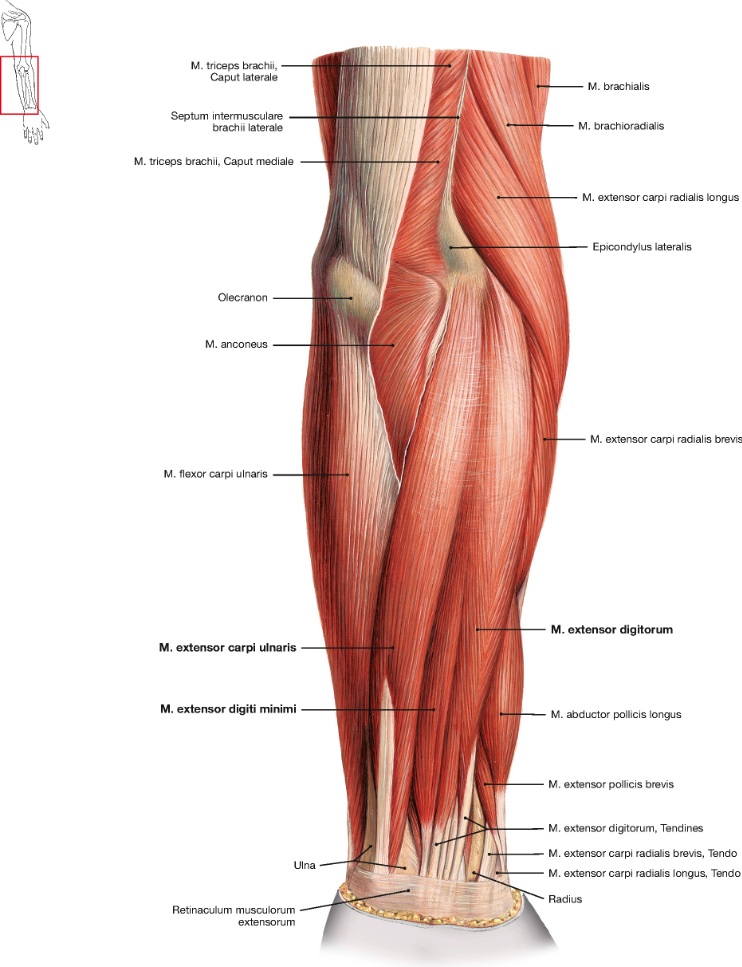 M. triceps brachii,
Caput laterale
Septum intermusculare
brachii laterale
M. triceps brachii, Caput mediale
Olecranon
M. anconeus
M. flexor carpi ulnaris
M. extensor carpi ulnaris
M. extensor digiti minimi
Ulna
Retinaculum musculorum
extensorum
M. brachialis
M. brachioradialis
M. extensor carpi radialis longus
Epicondylus lateralis
M. extensor carpi radialis brevis
M. extensor digitorum
M. abductor pollicis longus
M. extensor pollicis brevis
M. extensor digitorum, Tendines
M. extensor carpi radialis brevis, Tendo
M. extensor carpi radialis longus, Tendo
Radius